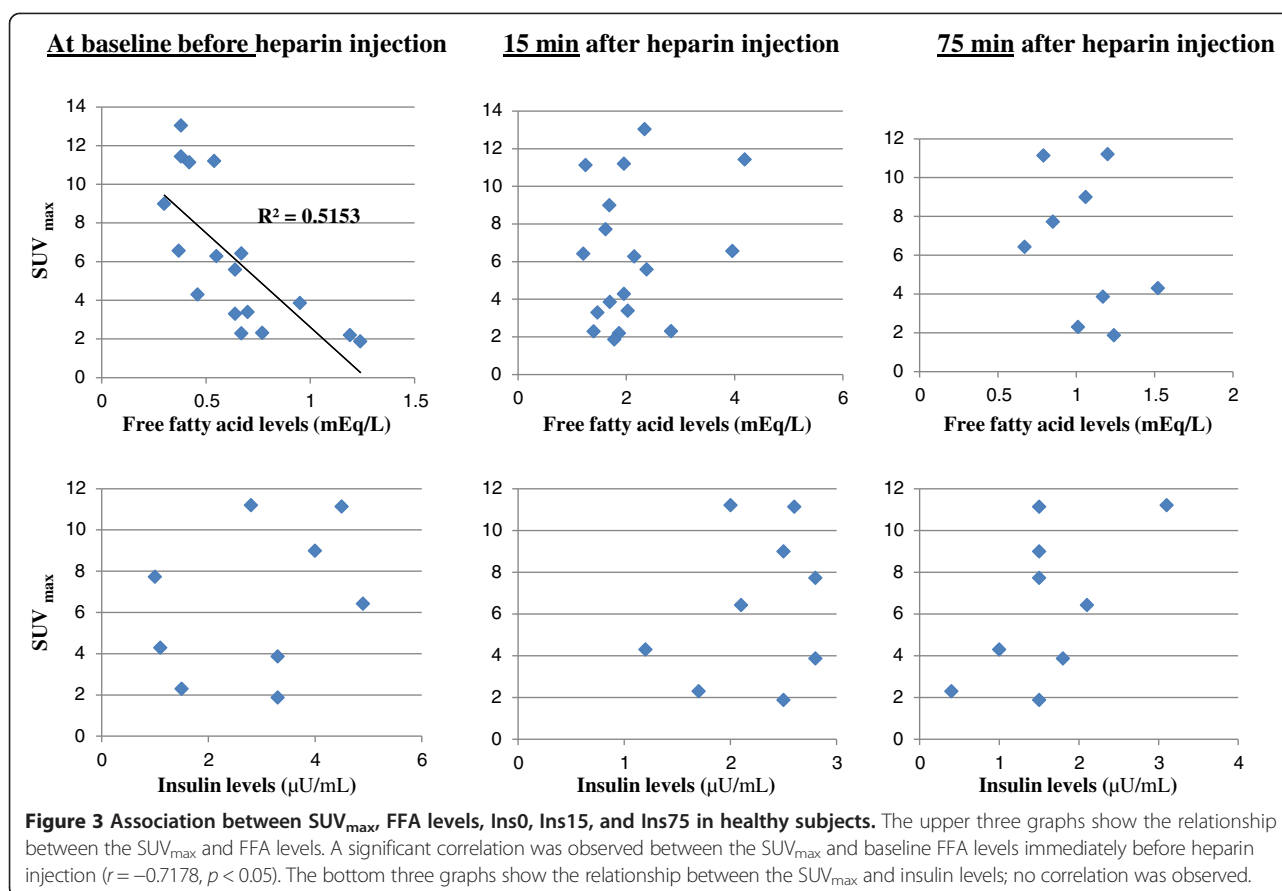 At baseline before heparin injection
15 min after heparin injection
75 min after heparin injection
14
12
10
8
6
4
2
0
0 0.5 1 1.5
SUV max
R² = 0.5153
Free fatty acid levels (mEq/L)
14
12
10
8
6
4
2
0
0 2 4 6
Free fatty acid levels (mEq/L)
12
10
8
6
4
2
0
0 0.5 1 1.5 2
Free fatty acid levels (mEq/L)
12
10
8
6
4
2
0
0 2 4 6
SUV max
Insulin levels (µU/mL)
12
10
8
6
4
2
0
0 1 2 3
Insulin levels (µU/mL)
12
10
8
6
4
2
0
0 1 2 3 4
Insulin levels (µU/mL)
Figure 3 Association between SUVmax, FFA levels, Ins0, Ins15, and Ins75 in healthy subjects. The upper three graphs show the relationship
between the SUVmax and FFA levels. A significant correlation was observed between the SUVmax and baseline FFA levels immediately before heparin
injection (r = −0.7178, p < 0.05). The bottom three graphs show the relationship between the SUVmax and insulin levels; no correlation was observed.